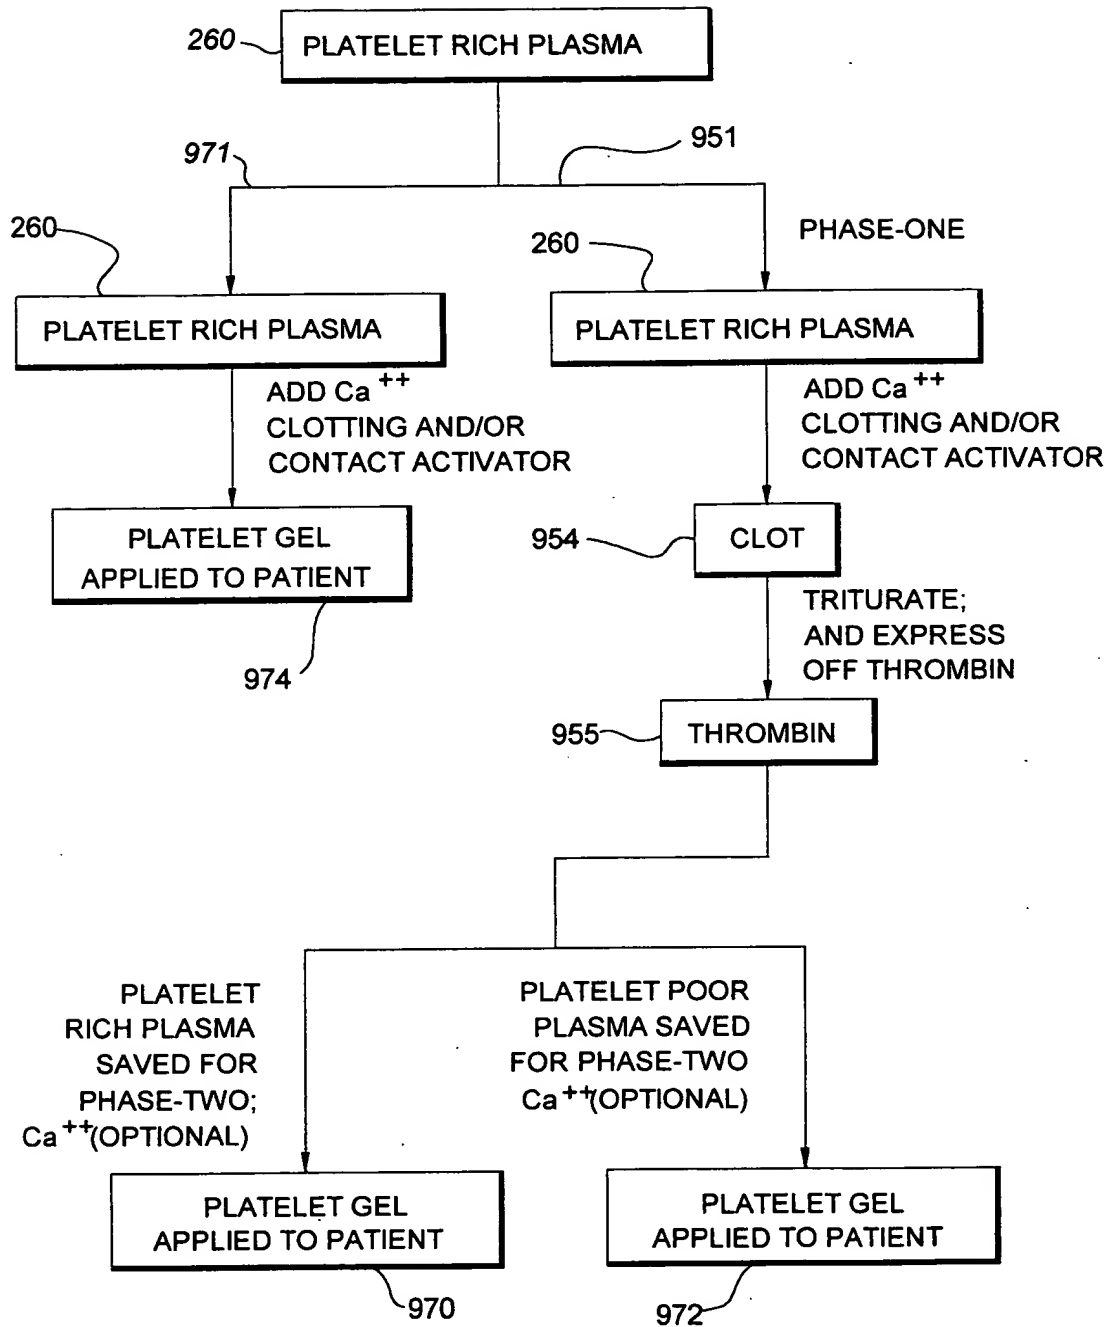 260
PLATELET RICH PLASMA
971
951
260
260
PHASE-ONE
PLATELET RICH PLASMA
PLATELET RICH PLASMA
ADD Ca++
CLOTTING AND/OR
CONTACT ACTIVATOR
ADD Ca++
CLOTTING AND/OR
CONTACT ACTIVATOR
PLATELET GEL
APPLIED TO PATIENT
974
954
CLOT
TRITURATE;
AND EXPRESS
OFF THROMBIN
955
THROMBIN
PLATELET
RICH PLASMA
SAVED FOR
PHASE-TWO;
Ca++(OPTIONAL)
PLATELET POOR
PLASMA SAVED
FOR PHASE-TWO
Ca++(OPTIONAL)
PLATELET GEL
APPLIED TO PATIENT
970
PLATELET GEL
APPLIED TO PATIENT
972